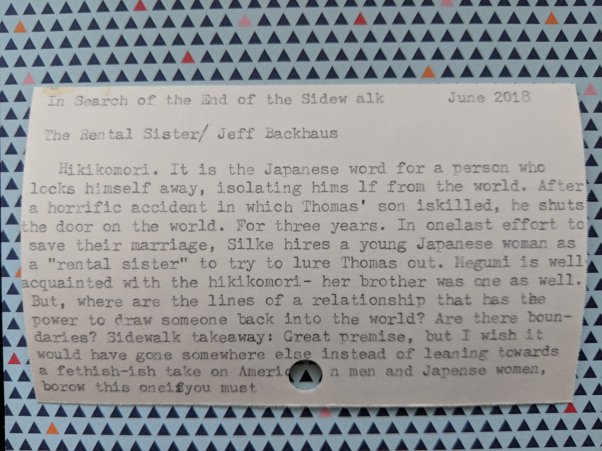 In Search of the End of the Sidew alk June 2018
The Rental Sister/ Jeff Backhaus
Hikikomori. It is the Japanese word for a person who
locks himself away, isolating hims lf from the world. After
a horrific accident in which Thomas' son iskilled, he shuts
the door on the world. For three years. In onelast effort to
save their marriage, Silke hires a young Japanese woman as
a "rental sister" to try to lure Thomas out. Megumi is well
acquainted with the hikikomori- her brother was one as well.
But, where are the lines of a relationship that has the
power to draw someone back into the world? Are there boun-
daries? Sidewalk takeaway: Great premise, but I wish it
would have gone somewhere else instead of leaning towards
a fethish-ish take on Americ n men and Japense women,
borow this oneifyou must